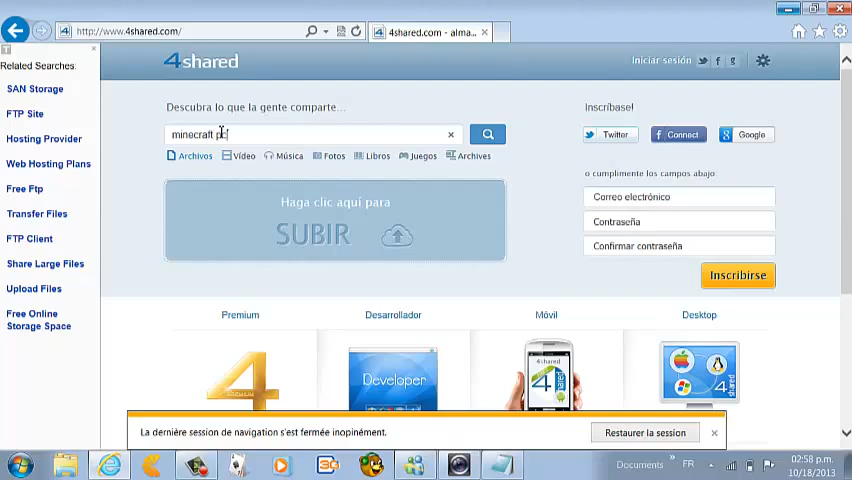 http://www.4shared.com/
4shared.com - alma...
Related Searches:
SAN Storage
FTP Site
Hosting Provider
Web Hosting Plans
Free Ftp
Transfer Files
FTP Client
Share Large Files
Upload Files
Free Online
Storage Space
4shared
Iniciar sesión
Descubra lo que la gente comparte...
minecraft pc
Archivos
Vídeo
Música
Fotos
Libros
Juegos
Archives
Haga clic aquí para
SUBIR
Inscríbase!
Twitter
Connect
Google
o cumplimente los campos abajo:
Correo electrónico
Contraseña
Confirmar contraseña
Inscribirse
Premium
Desarrollador
Móvil
Desktop
4
PREMIUM
Developer
4shared
La dernière session de navigation s'est fermée inopinément.
Restaurer la session
Documents
FR
02:58 p.m.
10/18/2013